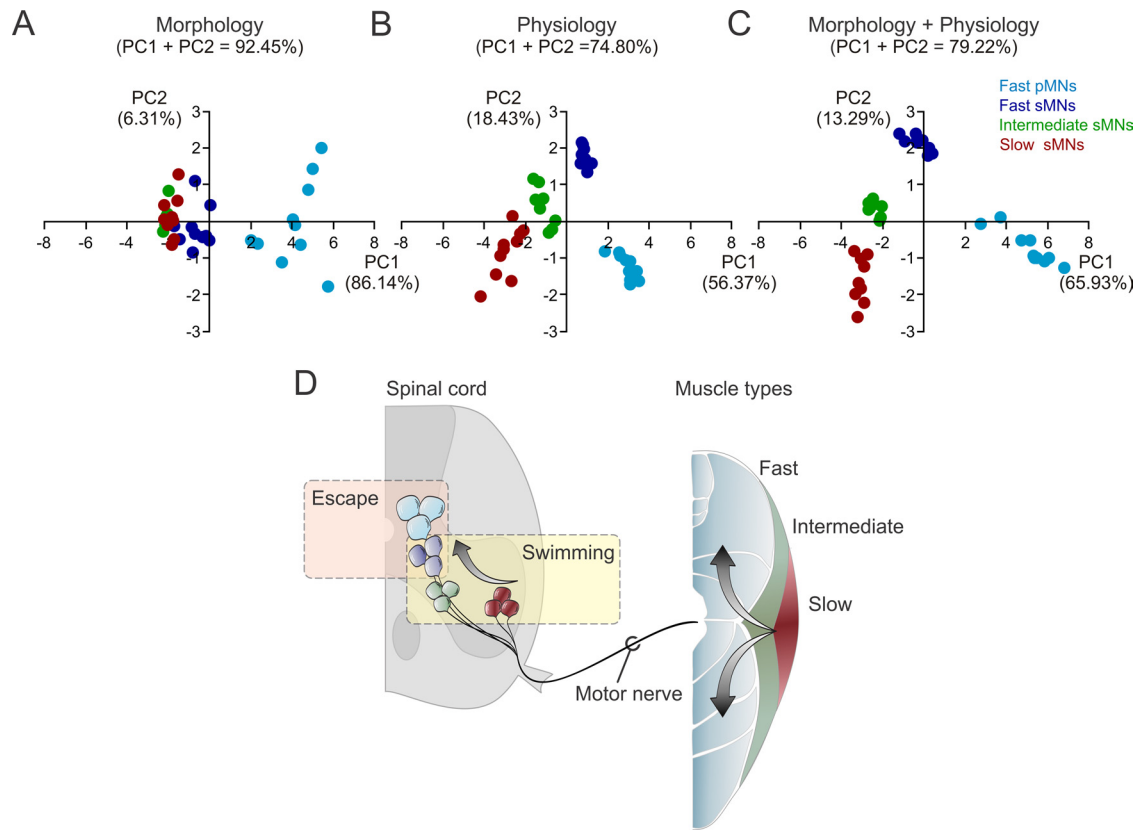 A
Morphology
(PC1 + PC2 = 92.45%)
PC2
(6.31%)
3
2
1
-8 -6 -4 -2 2 4 6 8
-1
-2
-3
PC1
(86.14%)
B
Physiology
(PC1 + PC2 =74.80%)
PC2
(18.43%)
3
2
1
-8 -6 -4 -2 2 4 6 8
-1
-2
-3
PC1
(56.37%)
C
Morphology + Physiology
(PC1 + PC2 = 79.22%)
Fast pMNs
Fast sMNs
Intermediate sMNs
Slow sMNs
PC2
(13.29%)
3
2
1
-8 -6 -4 -2 2 4 6 8
-1
-2
-3
PC1
(65.93%)
D
Spinal cord
Muscle types
Escape
Swimming
Motor nerve
Fast
Intermediate
Slow